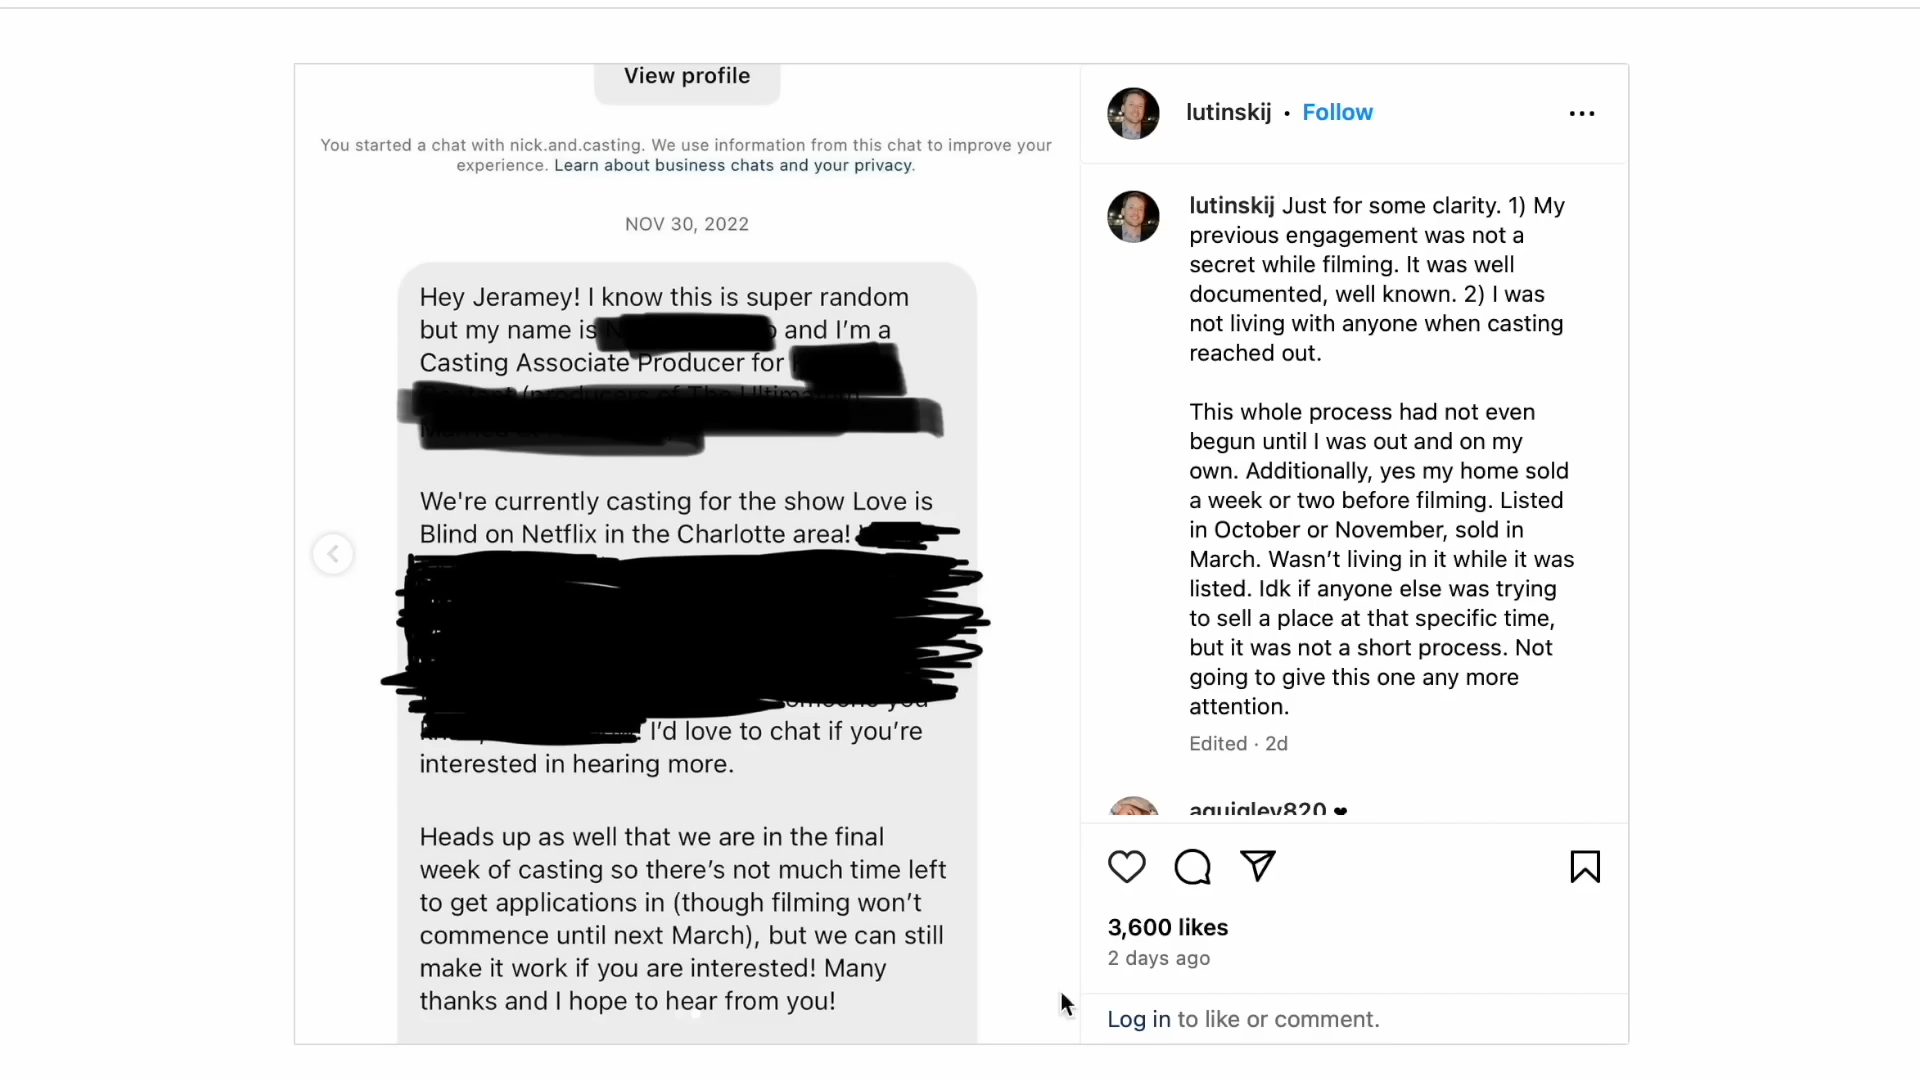 View profile
You started a chat with nick.and.casting. We use information from this chat to improve your
experience. Learn about business chats and your privacy.
NOV 30, 2022
Hey Jeramey! I know this is super random
but my name is and I’m a
Casting Associate Producer for
(producers of The
We're currently casting for the show Love is
Blind on Netflix in the Charlotte area!
someone you
I’d love to chat if you’re
interested in hearing more.
Heads up as well that we are in the final
week of casting so there’s not much time left
to get applications in (though filming won’t
commence until next March), but we can still
make it work if you are interested! Many
thanks and I hope to hear from you!
lutinskij • Follow
lutinskij Just for some clarity. 1) My
previous engagement was not a
secret while filming. It was well
documented, well known. 2) I was
not living with anyone when casting
reached out.
This whole process had not even
begun until I was out and on my
own. Additionally, yes my home sold
a week or two before filming. Listed
in October or November, sold in
March. Wasn’t living in it while it was
listed. Idk if anyone else was trying
to sell a place at that specific time,
but it was not a short process. Not
going to give this one any more
attention.
Edited · 2d
aquigley820 ❤
3,600 likes
2 days ago
Log in to like or comment.